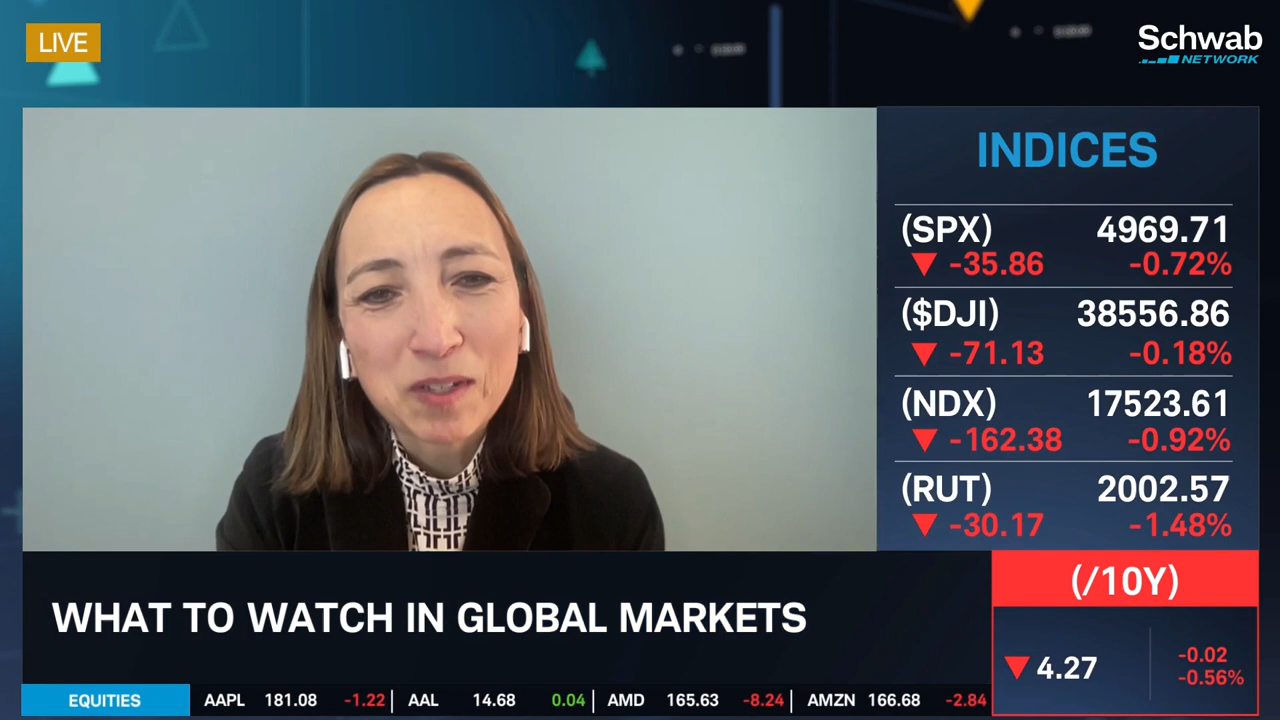 LIVE
Schwab
NETWORK
INDICES
(SPX) 4969.71
▼ -35.86 -0.72%
($DJI) 38556.86
▼ -71.13 -0.18%
(NDX) 17523.61
▼ -162.38 -0.92%
(RUT) 2002.57
▼ -30.17 -1.48%
WHAT TO WATCH IN GLOBAL MARKETS
(/10Y)
▼ 4.27 -0.02
-0.56%
EQUITIES AAPL 181.08 -1.22 AAL 14.68 0.04 AMD 165.63 -8.24 AMZN 166.68 -2.84